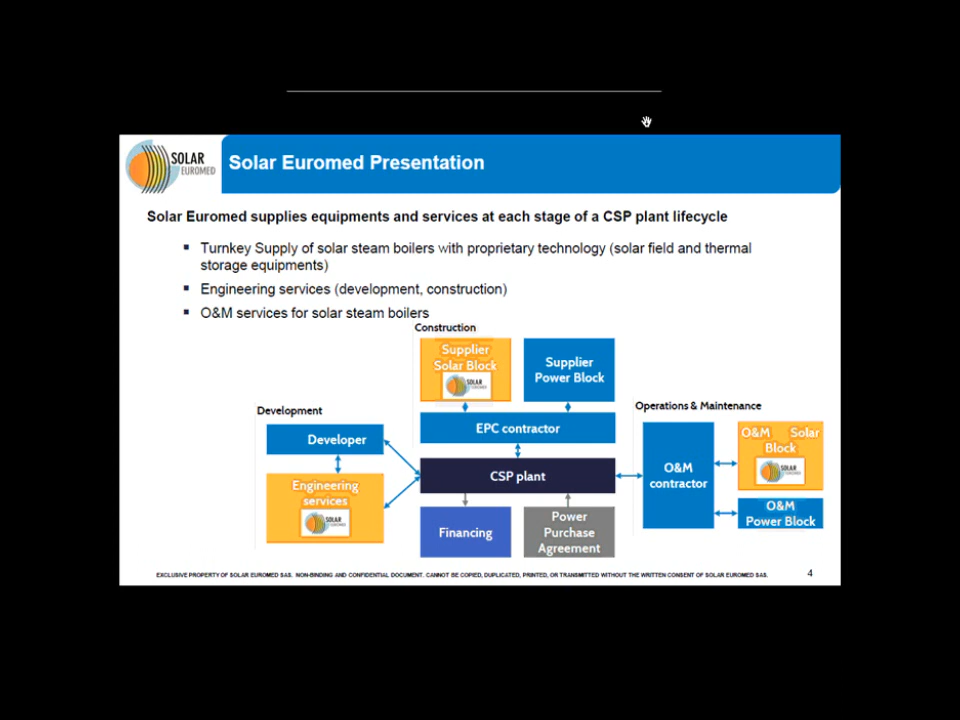 SOLAR
EUROMED
Solar Euromed Presentation
Solar Euromed supplies equipments and services at each stage of a CSP plant lifecycle
▪ Turnkey Supply of solar steam boilers with proprietary technology (solar field and thermal
storage equipments)
▪ Engineering services (development, construction)
▪ O&M services for solar steam boilers
Construction
Supplier
Solar Block
SOLAR
Supplier
Power Block
EPC contractor
Development
Developer
Engineering
services
SOLAR
CSP plant
Financing
Power
Purchase
Agreement
Operations & Maintenance
O&M
contractor
O&M Solar
Block
SOLAR
O&M
Power Block
EXCLUSIVE PROPERTY OF SOLAR EUROMED SAS. NON-BINDING AND CONFIDENTIAL DOCUMENT. CANNOT BE COPIED, DUPLICATED, PRINTED, OR TRANSMITTED WITHOUT THE WRITTEN CONSENT OF SOLAR EUROMED SAS.
4